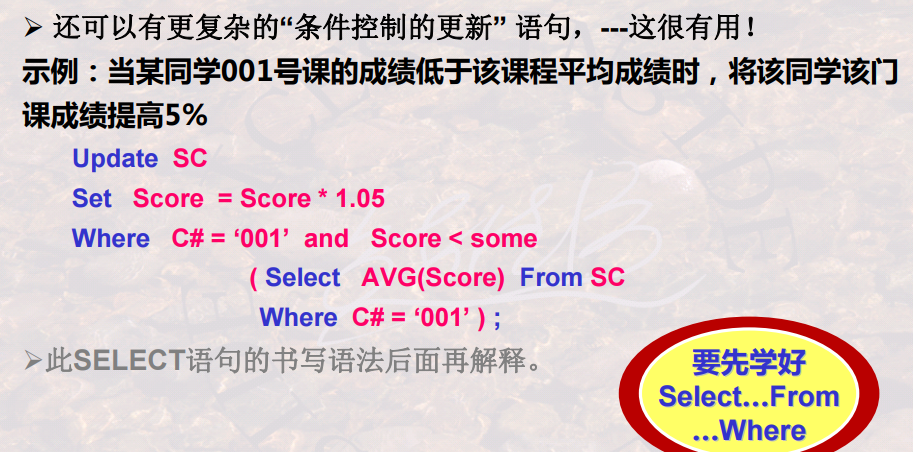 ➢ 还可以有更复杂的“条件控制的更新” 语句，---这很有用！
示例：当某同学001号课的成绩低于该课程平均成绩时，将该同学该门
课成绩提高5%
Update SC
Set Score = Score * 1.05
Where C# = ‘001’ and Score < some
( Select AVG(Score) From SC
Where C# = ‘001’ ) ;
➢此SELECT语句的书写语法后面再解释。
要先学好
Select…From
…Where